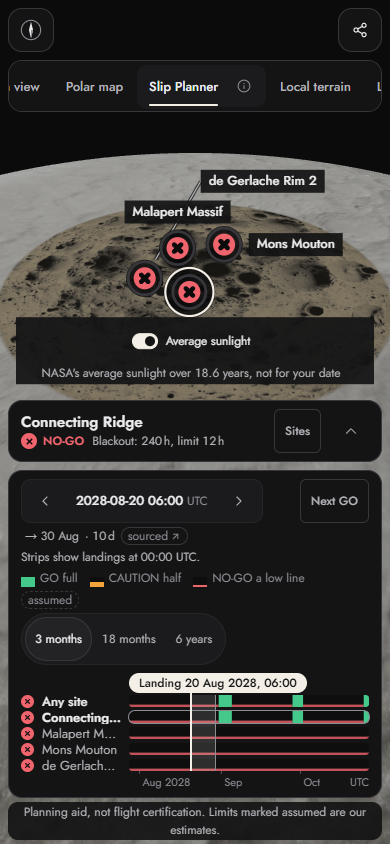 view
Polar map
Slip Planner
Local terrain
L
de Gerlache Rim 2
Malapert Massif
Mons Mouton
Average sunlight
NASA's average sunlight over 18.6 years, not for your date
Connecting Ridge
NO-GO Blackout: 240 h, limit 12 h
Sites
2028-08-20 06:00 UTC
Next GO
→ 30 Aug · 10 d sourced ↗
Strips show landings at 00:00 UTC.
GO full CAUTION half NO-GO a low line
assumed
3 months 18 months 6 years
Landing 20 Aug 2028, 06:00
Any site
Connecting...
Malapert M...
Mons Mouton
de Gerlach...
Aug 2028 Sep Oct UTC
Planning aid, not flight certification. Limits marked assumed are our
estimates.